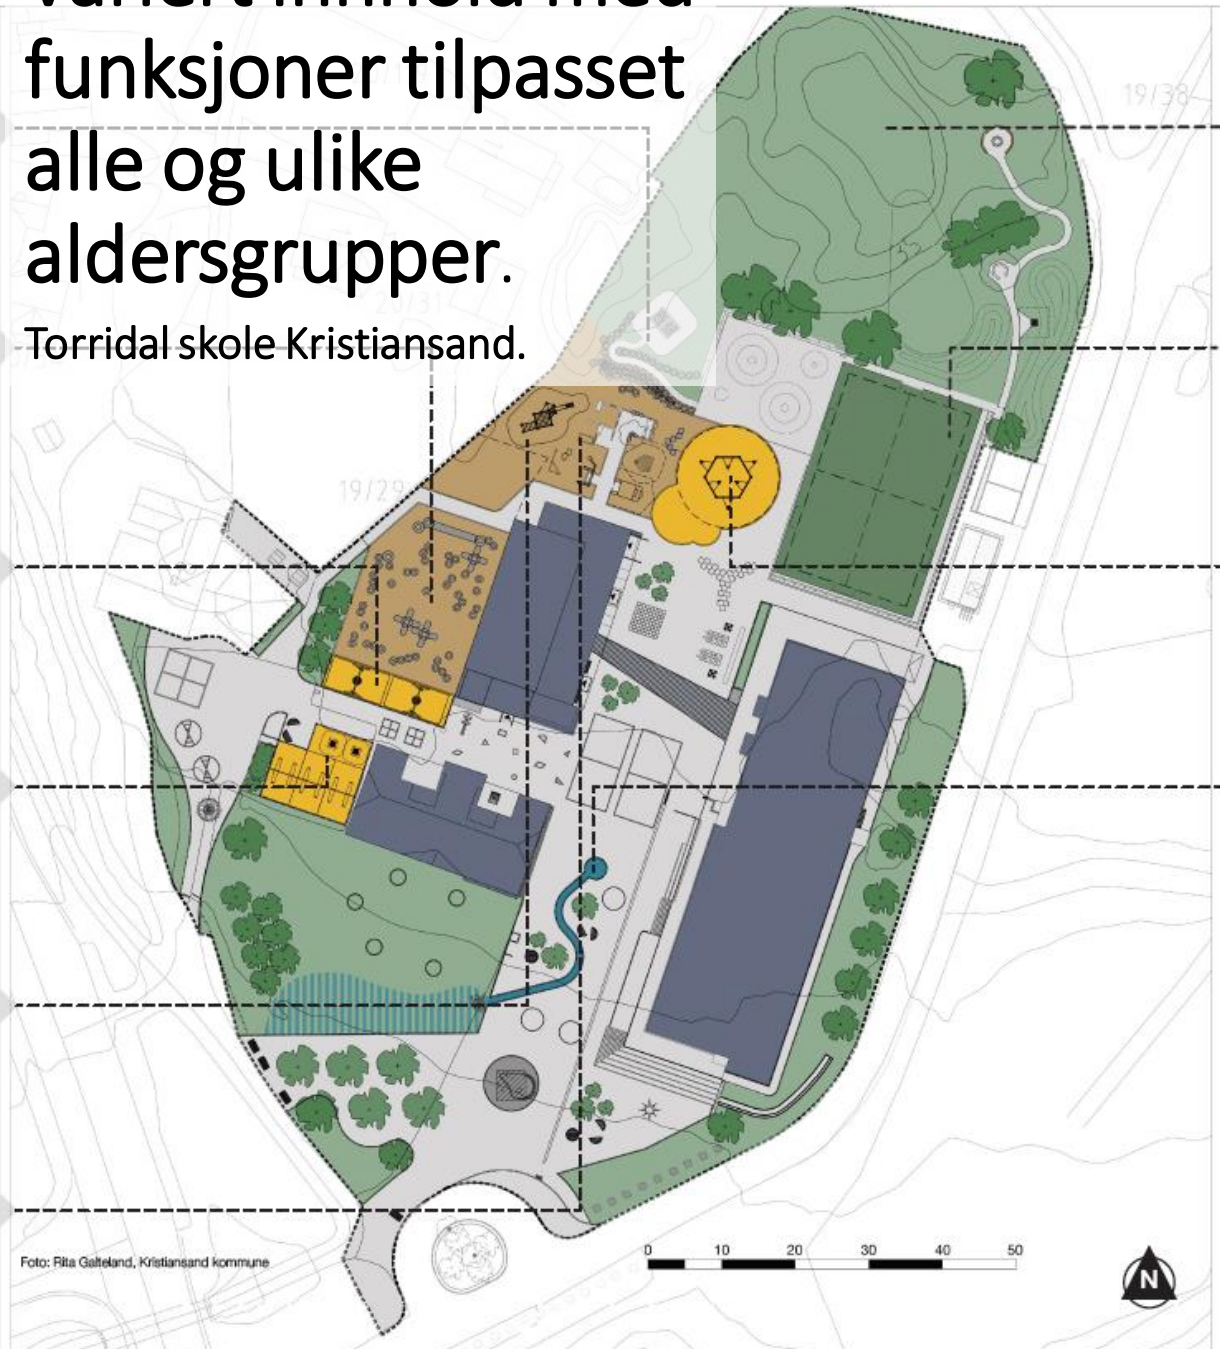 funksjoner tilpasset
alle og ulike
aldersgrupper.
Torridal skole Kristiansand.
19/38
19/29
Foto: Rita Galteland, Kristiansand kommune
0 10 20 30 40 50
N